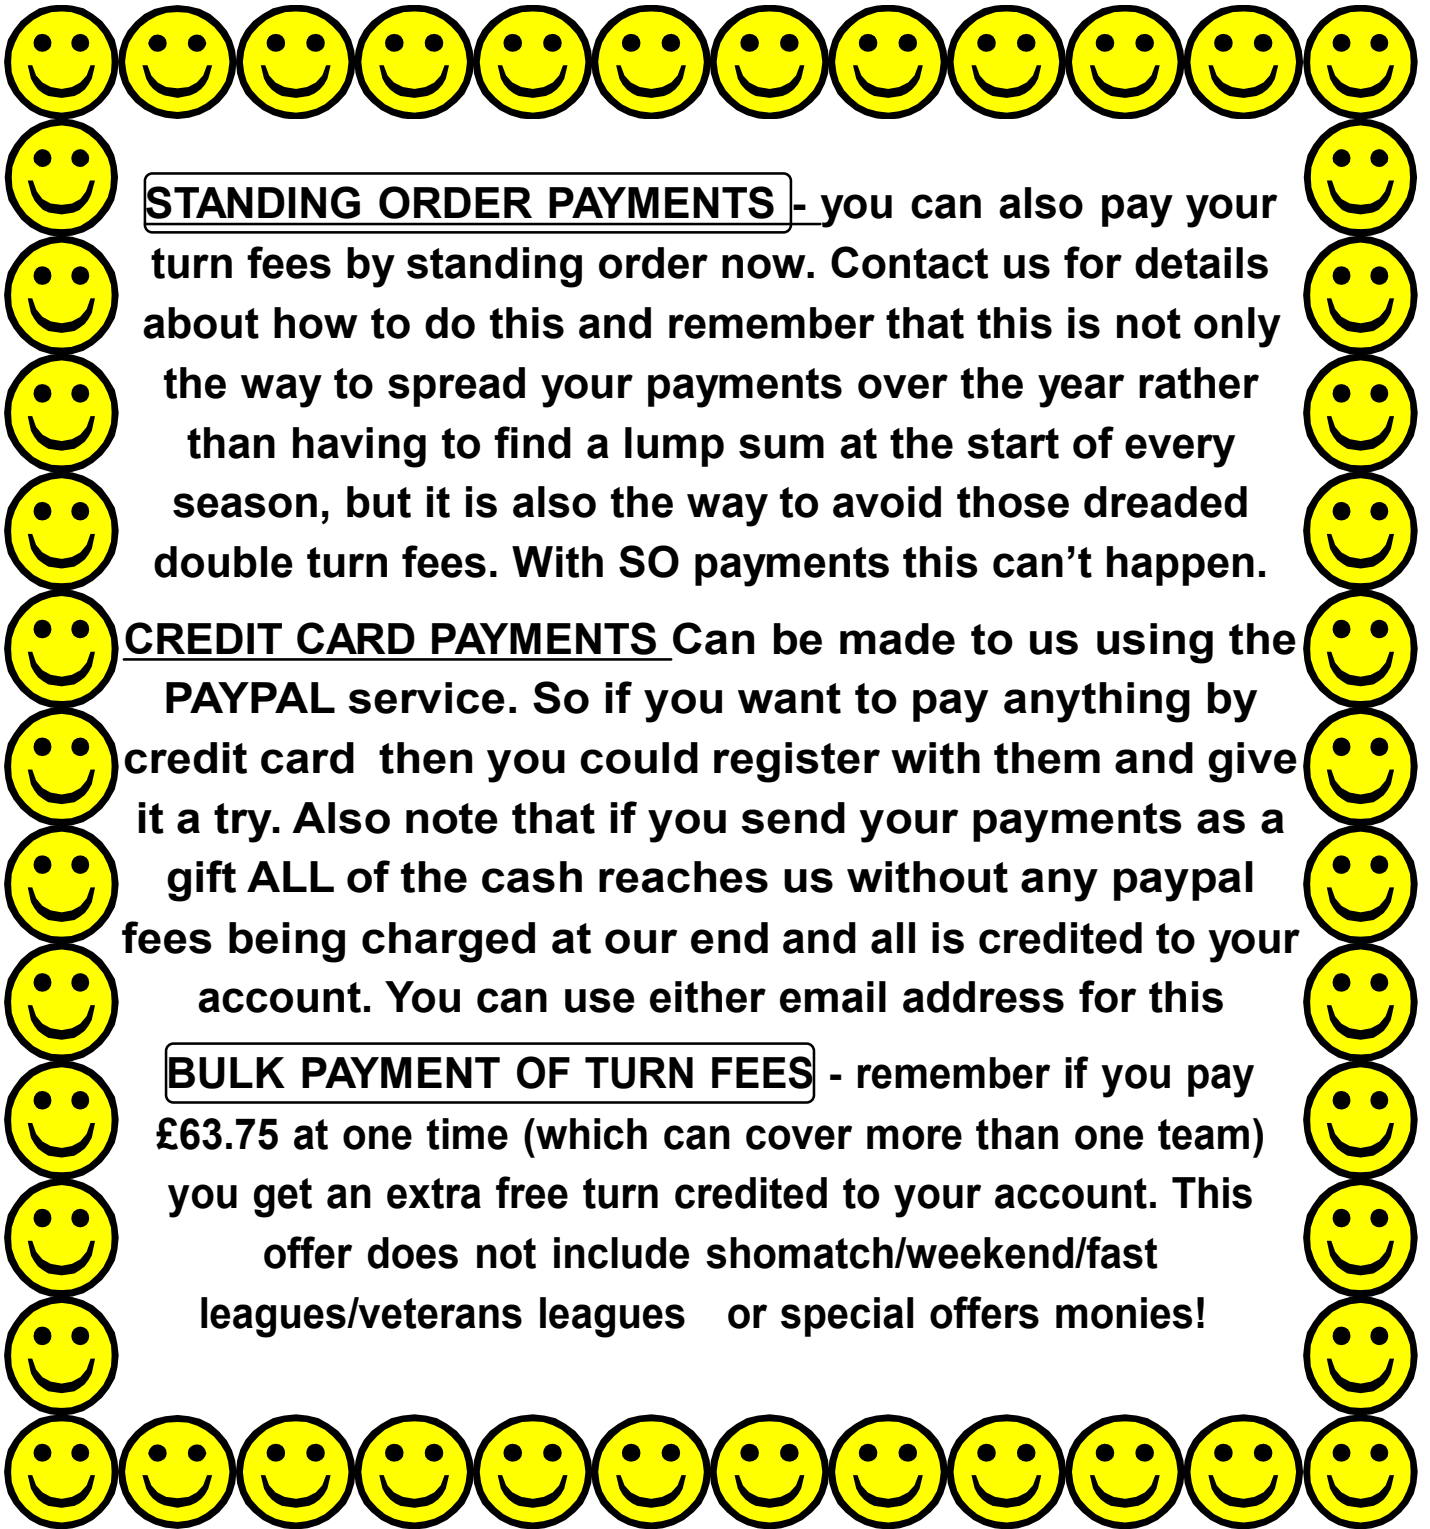 STANDING ORDER PAYMENTS - you can also pay your
turn fees by standing order now. Contact us for details
about how to do this and remember that this is not only
the way to spread your payments over the year rather
than having to find a lump sum at the start of every
season, but it is also the way to avoid those dreaded
double turn fees. With SO payments this can’t happen.
CREDIT CARD PAYMENTS Can be made to us using the
PAYPAL service. So if you want to pay anything by
credit card then you could register with them and give
it a try. Also note that if you send your payments as a
gift ALL of the cash reaches us without any paypal
fees being charged at our end and all is credited to your
account. You can use either email address for this
BULK PAYMENT OF TURN FEES - remember if you pay
£63.75 at one time (which can cover more than one team)
you get an extra free turn credited to your account. This
offer does not include shomatch/weekend/fast
leagues/veterans leagues or special offers monies!